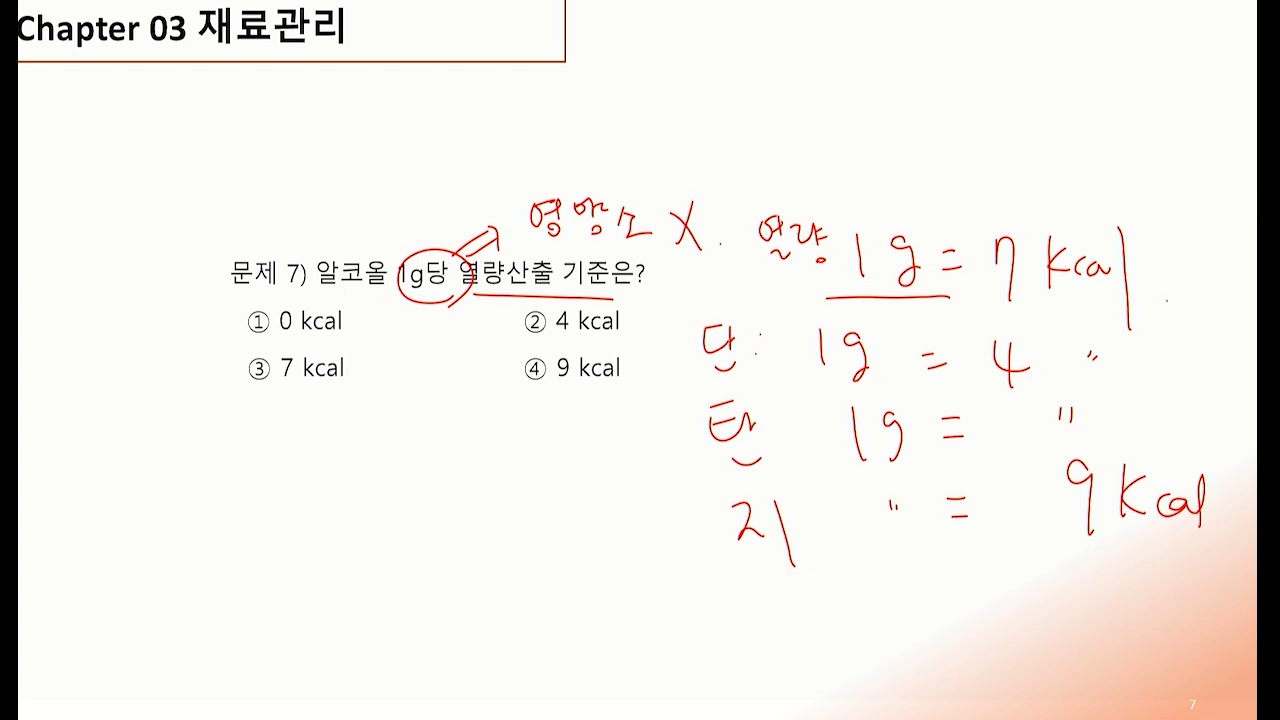 Chapter 03 재료관리
영양소 X. 열량 1g = 7 kcal
문제 7) 알코올 1g당 열량산출 기준은?
① 0 kcal ② 4 kcal
③ 7 kcal ④ 9 kcal
단: 1g = 4 "
탄 1g = "
지 " = 9 kcal
7